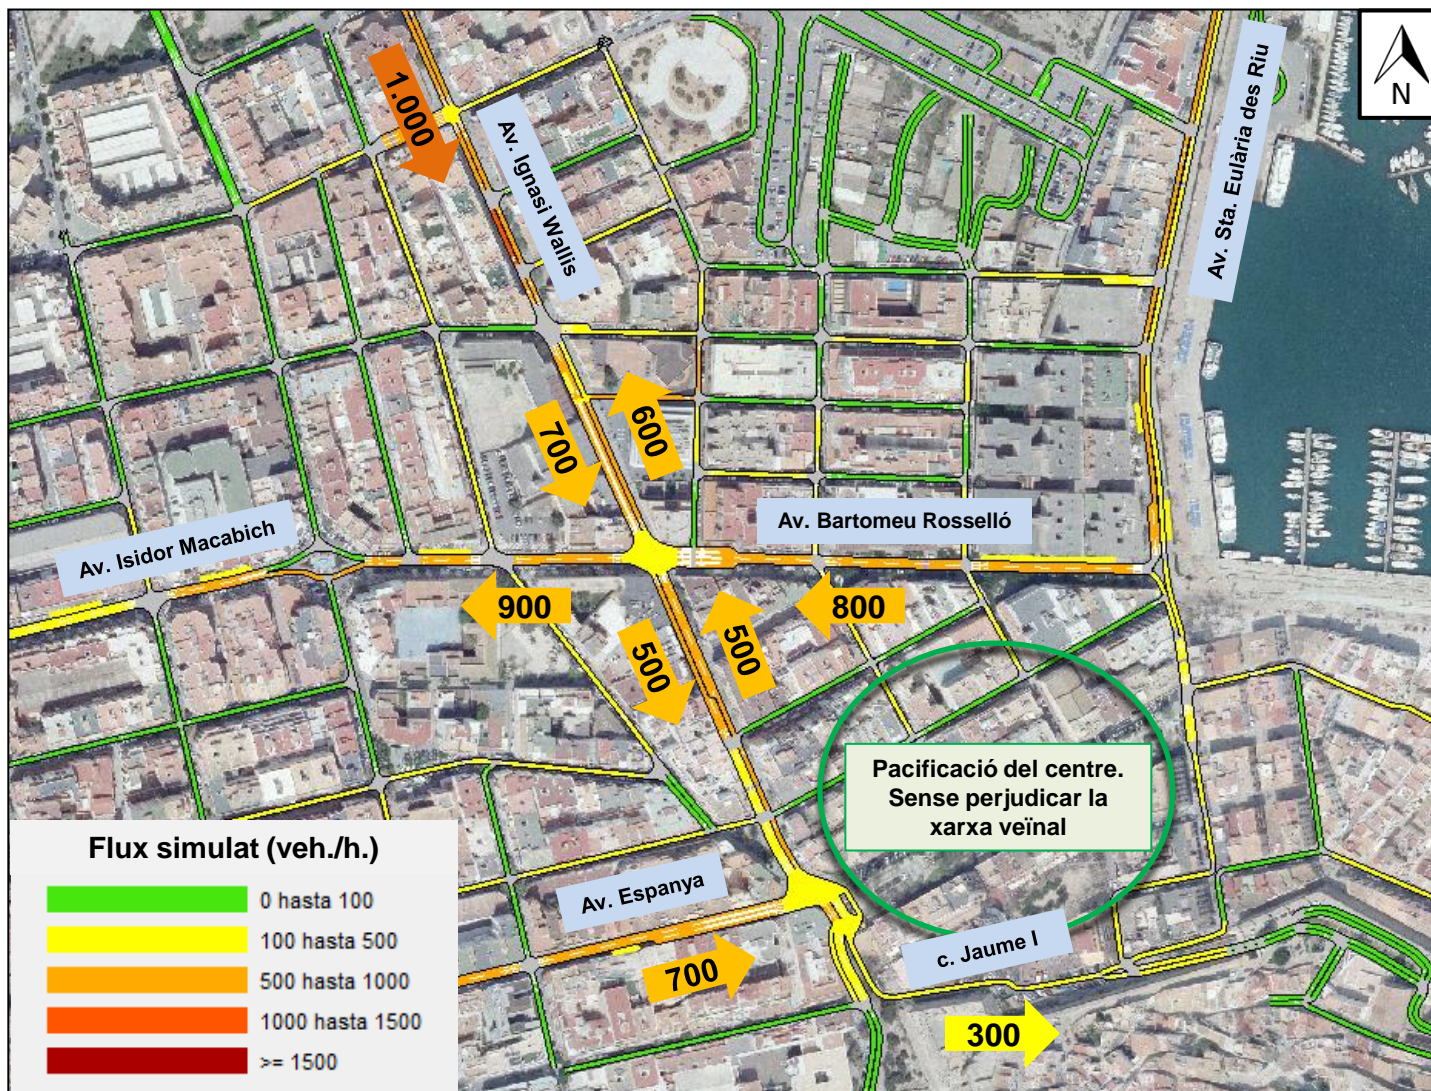 N
1.000
Av. Ignasi Wallis
Av. Sta. Eulària des Riu
700
600
Av. Isidor Macabich
Av. Bartomeu Rosselló
900
500
500
800
Pacificació del centre.
Sense perjudicar la
xarxa veïnal
Av. Espanya
700
c. Jaume I
300
Flux simulat (veh./h.)
0 hasta 100
100 hasta 500
500 hasta 1000
1000 hasta 1500
>= 1500